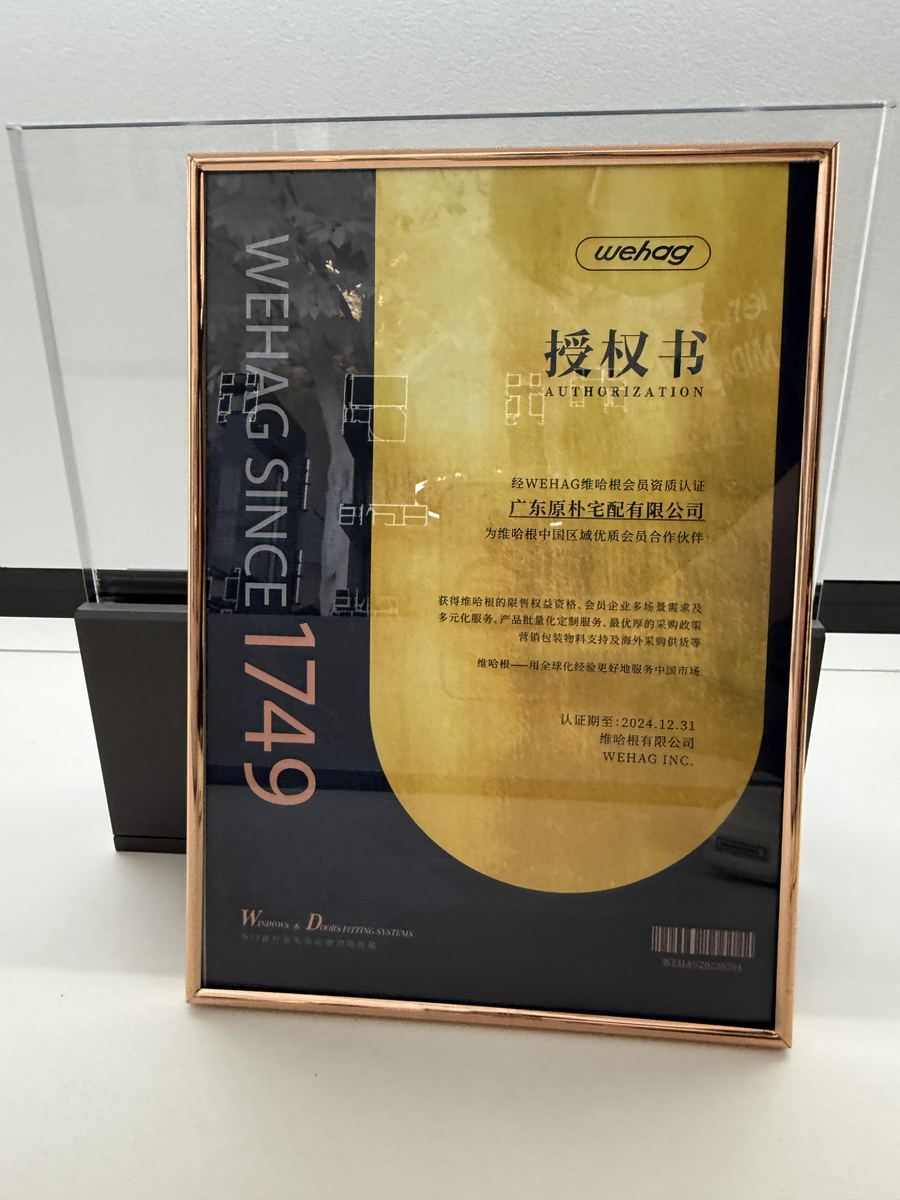 wehag
授权书
AUTHORIZATION
经WEHAG维哈根会员资质认证
广东原朴宅配有限公司
为维哈根中国区域优质会员合作伙伴
获得维哈根的限售权益资格、会员企业多场景需求及
多元化服务、产品批量化定制服务、最优厚的采购政策
营销包装物料支持及海外采购供货等
维哈根——用全球化经验更好地服务中国市场
认证期至:2024.12.31
维哈根有限公司
WEHAG INC.
WEHAG SINCE 1749
WINDOWS & DOORS FITTING SYSTEMS